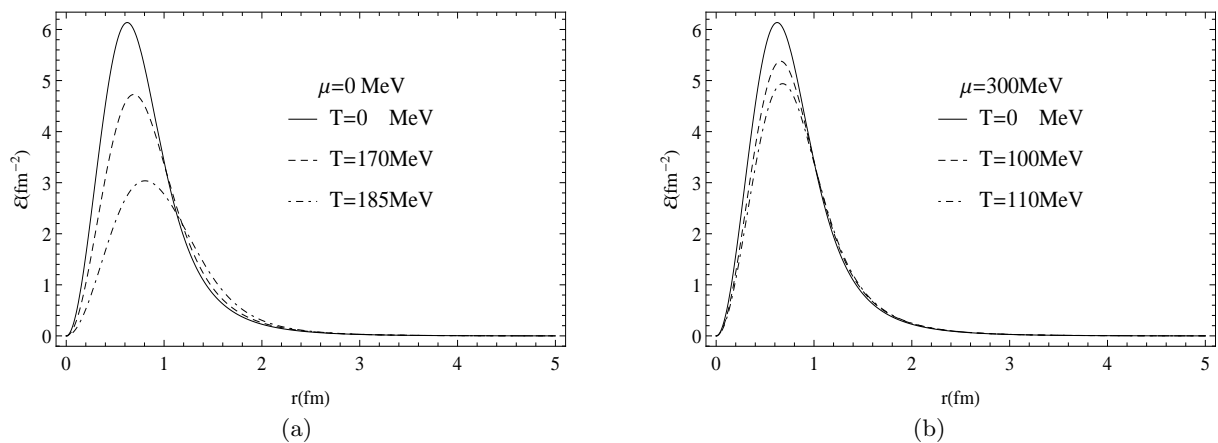 6
5
4
3
2
1
0
ℰ(fm⁻²)
μ=0 MeV
T=0 MeV
T=170MeV
T=185MeV
0 1 2 3 4 5
r(fm)
(a)
6
5
4
3
2
1
0
ℰ(fm⁻²)
μ=300MeV
T=0 MeV
T=100MeV
T=110MeV
0 1 2 3 4 5
r(fm)
(b)